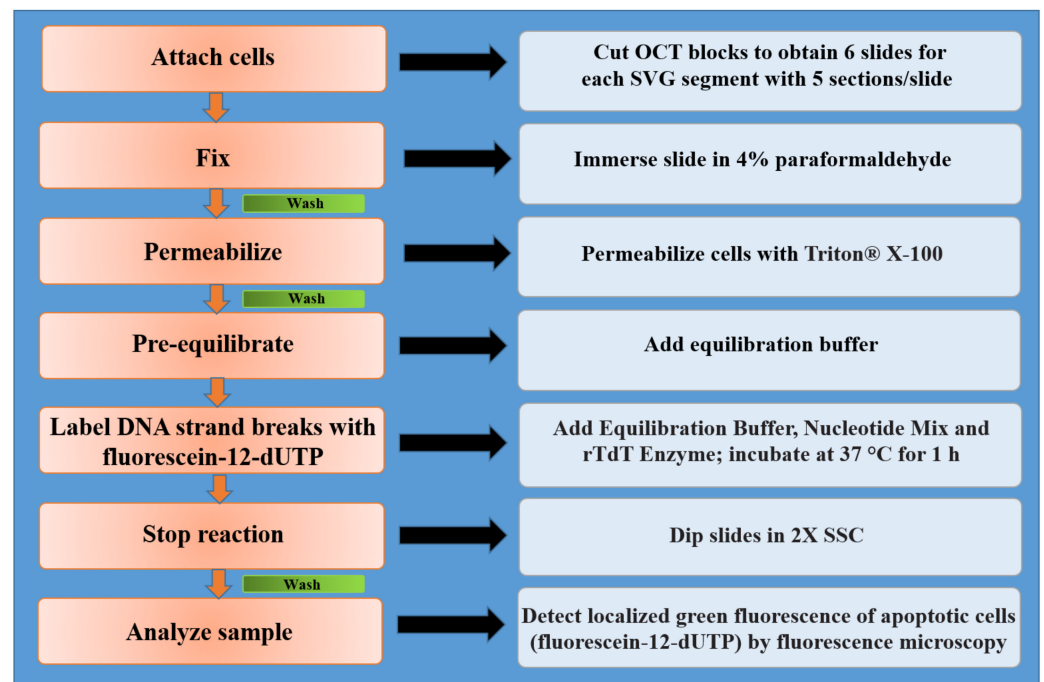 Attach cells
Cut OCT blocks to obtain 6 slides for
each SVG segment with 5 sections/slide
Fix
Immerse slide in 4% paraformaldehyde
Wash
Permeabilize
Permeabilize cells with Triton® X-100
Wash
Pre-equilibrate
Add equilibration buffer
Label DNA strand breaks with
fluorescein-12-dUTP
Add Equilibration Buffer, Nucleotide Mix and
rTdT Enzyme; incubate at 37 °C for 1 h
Stop reaction
Dip slides in 2X SSC
Wash
Analyze sample
Detect localized green fluorescence of apoptotic cells
(fluorescein-12-dUTP) by fluorescence microscopy